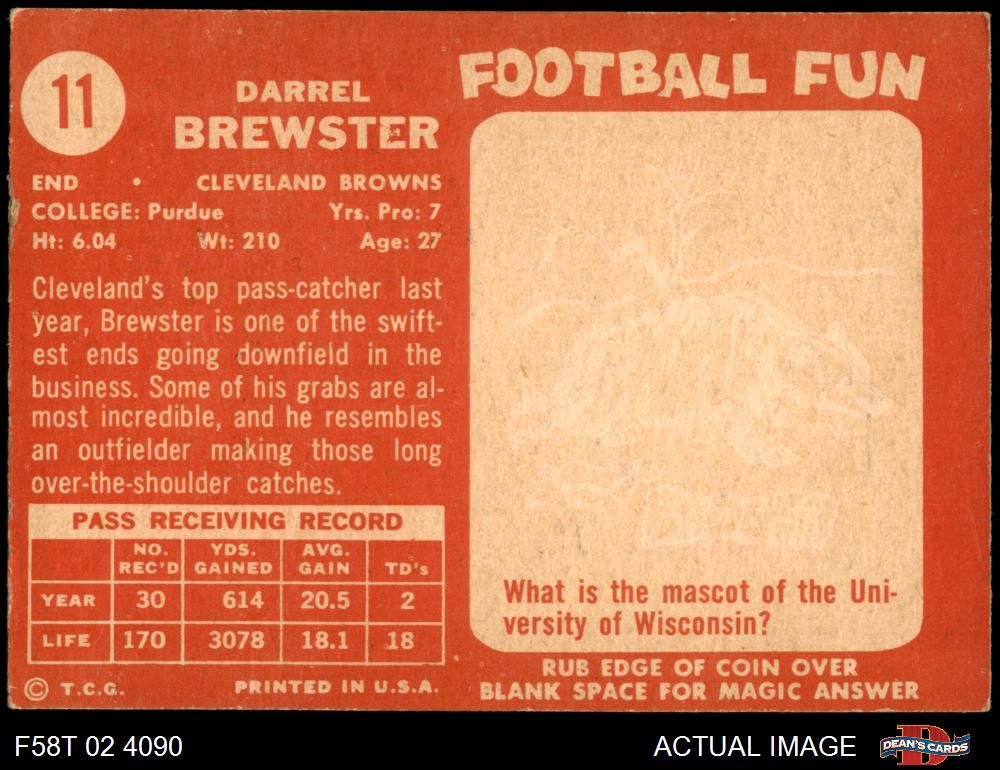 11
DARREL
BREWSTER
END • CLEVELAND BROWNS
COLLEGE: Purdue Yrs. Pro: 7
Ht: 6.04 Wt: 210 Age: 27
Cleveland's top pass-catcher last
year, Brewster is one of the swift-
est ends going downfield in the
business. Some of his grabs are al-
most incredible, and he resembles
an outfielder making those long
over-the-shoulder catches.
PASS RECEIVING RECORD
NO. REC'D YDS. GAINED AVG. GAIN TD's
YEAR 30 614 20.5 2
LIFE 170 3078 18.1 18
© T.C.G. PRINTED IN U.S.A.
FOOTBALL FUN
What is the mascot of the Uni-
versity of Wisconsin?
RUB EDGE OF COIN OVER
BLANK SPACE FOR MAGIC ANSWER
F58T 02 4090 ACTUAL IMAGE
D
DEAN'S CARDS